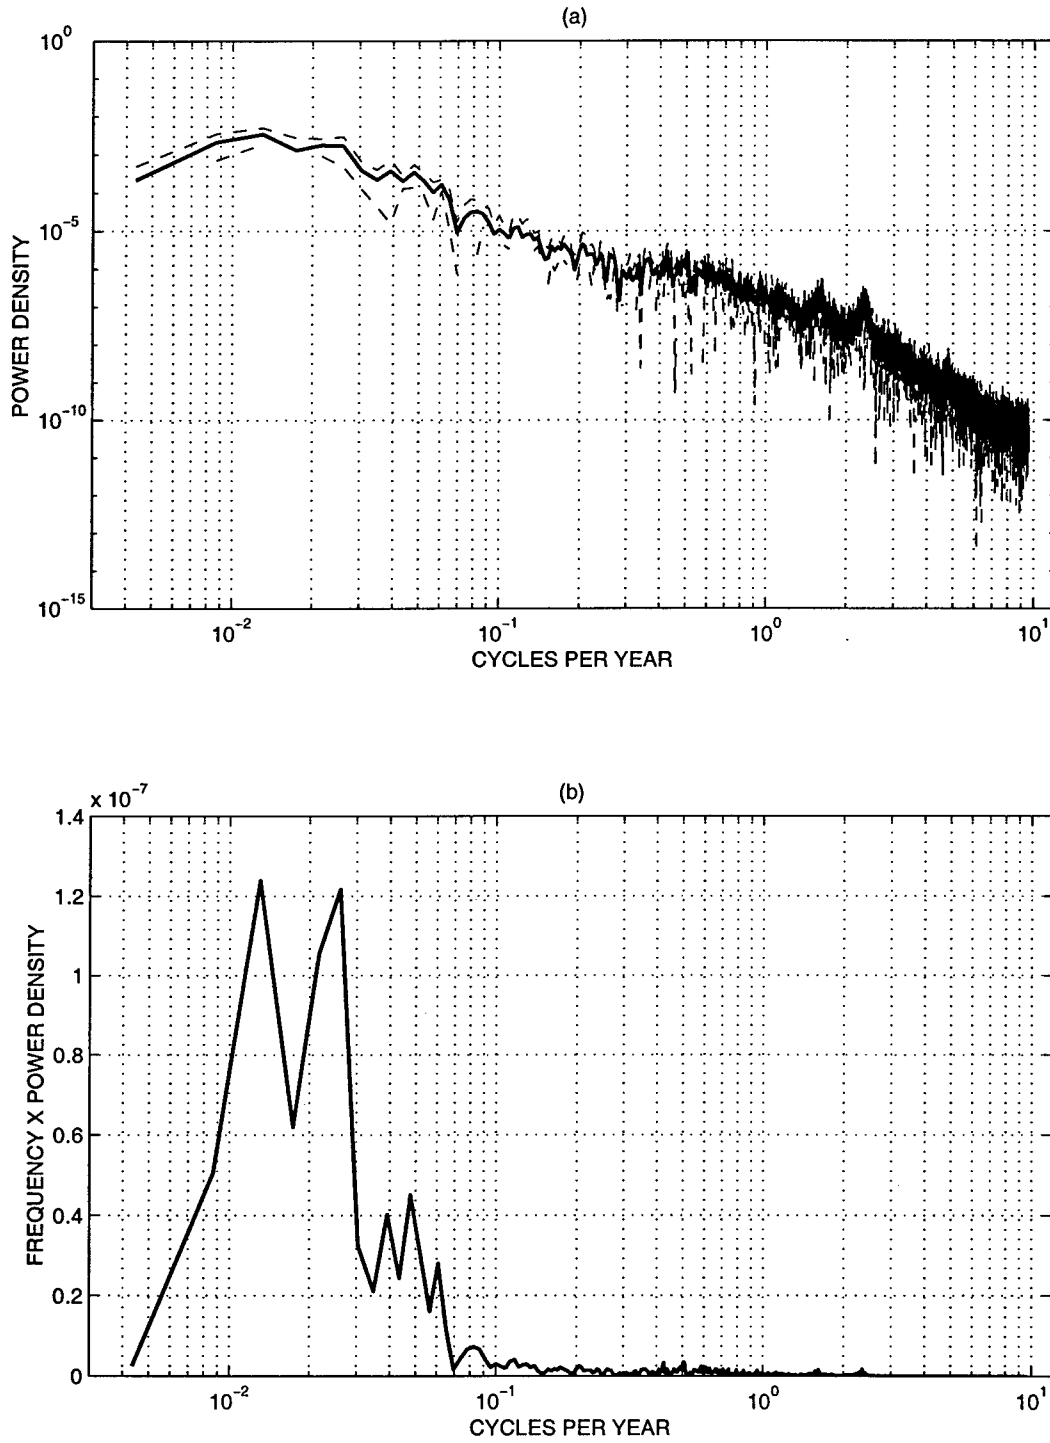 (a)
10^0
10^-5
10^-10
10^-15
POWER DENSITY
10^-2
10^-1
10^0
10^1
CYCLES PER YEAR
(b)
x 10^-7
1.4
1.2
1
0.8
0.6
0.4
0.2
0
FREQUENCY X POWER DENSITY
10^-2
10^-1
10^0
10^1
CYCLES PER YEAR